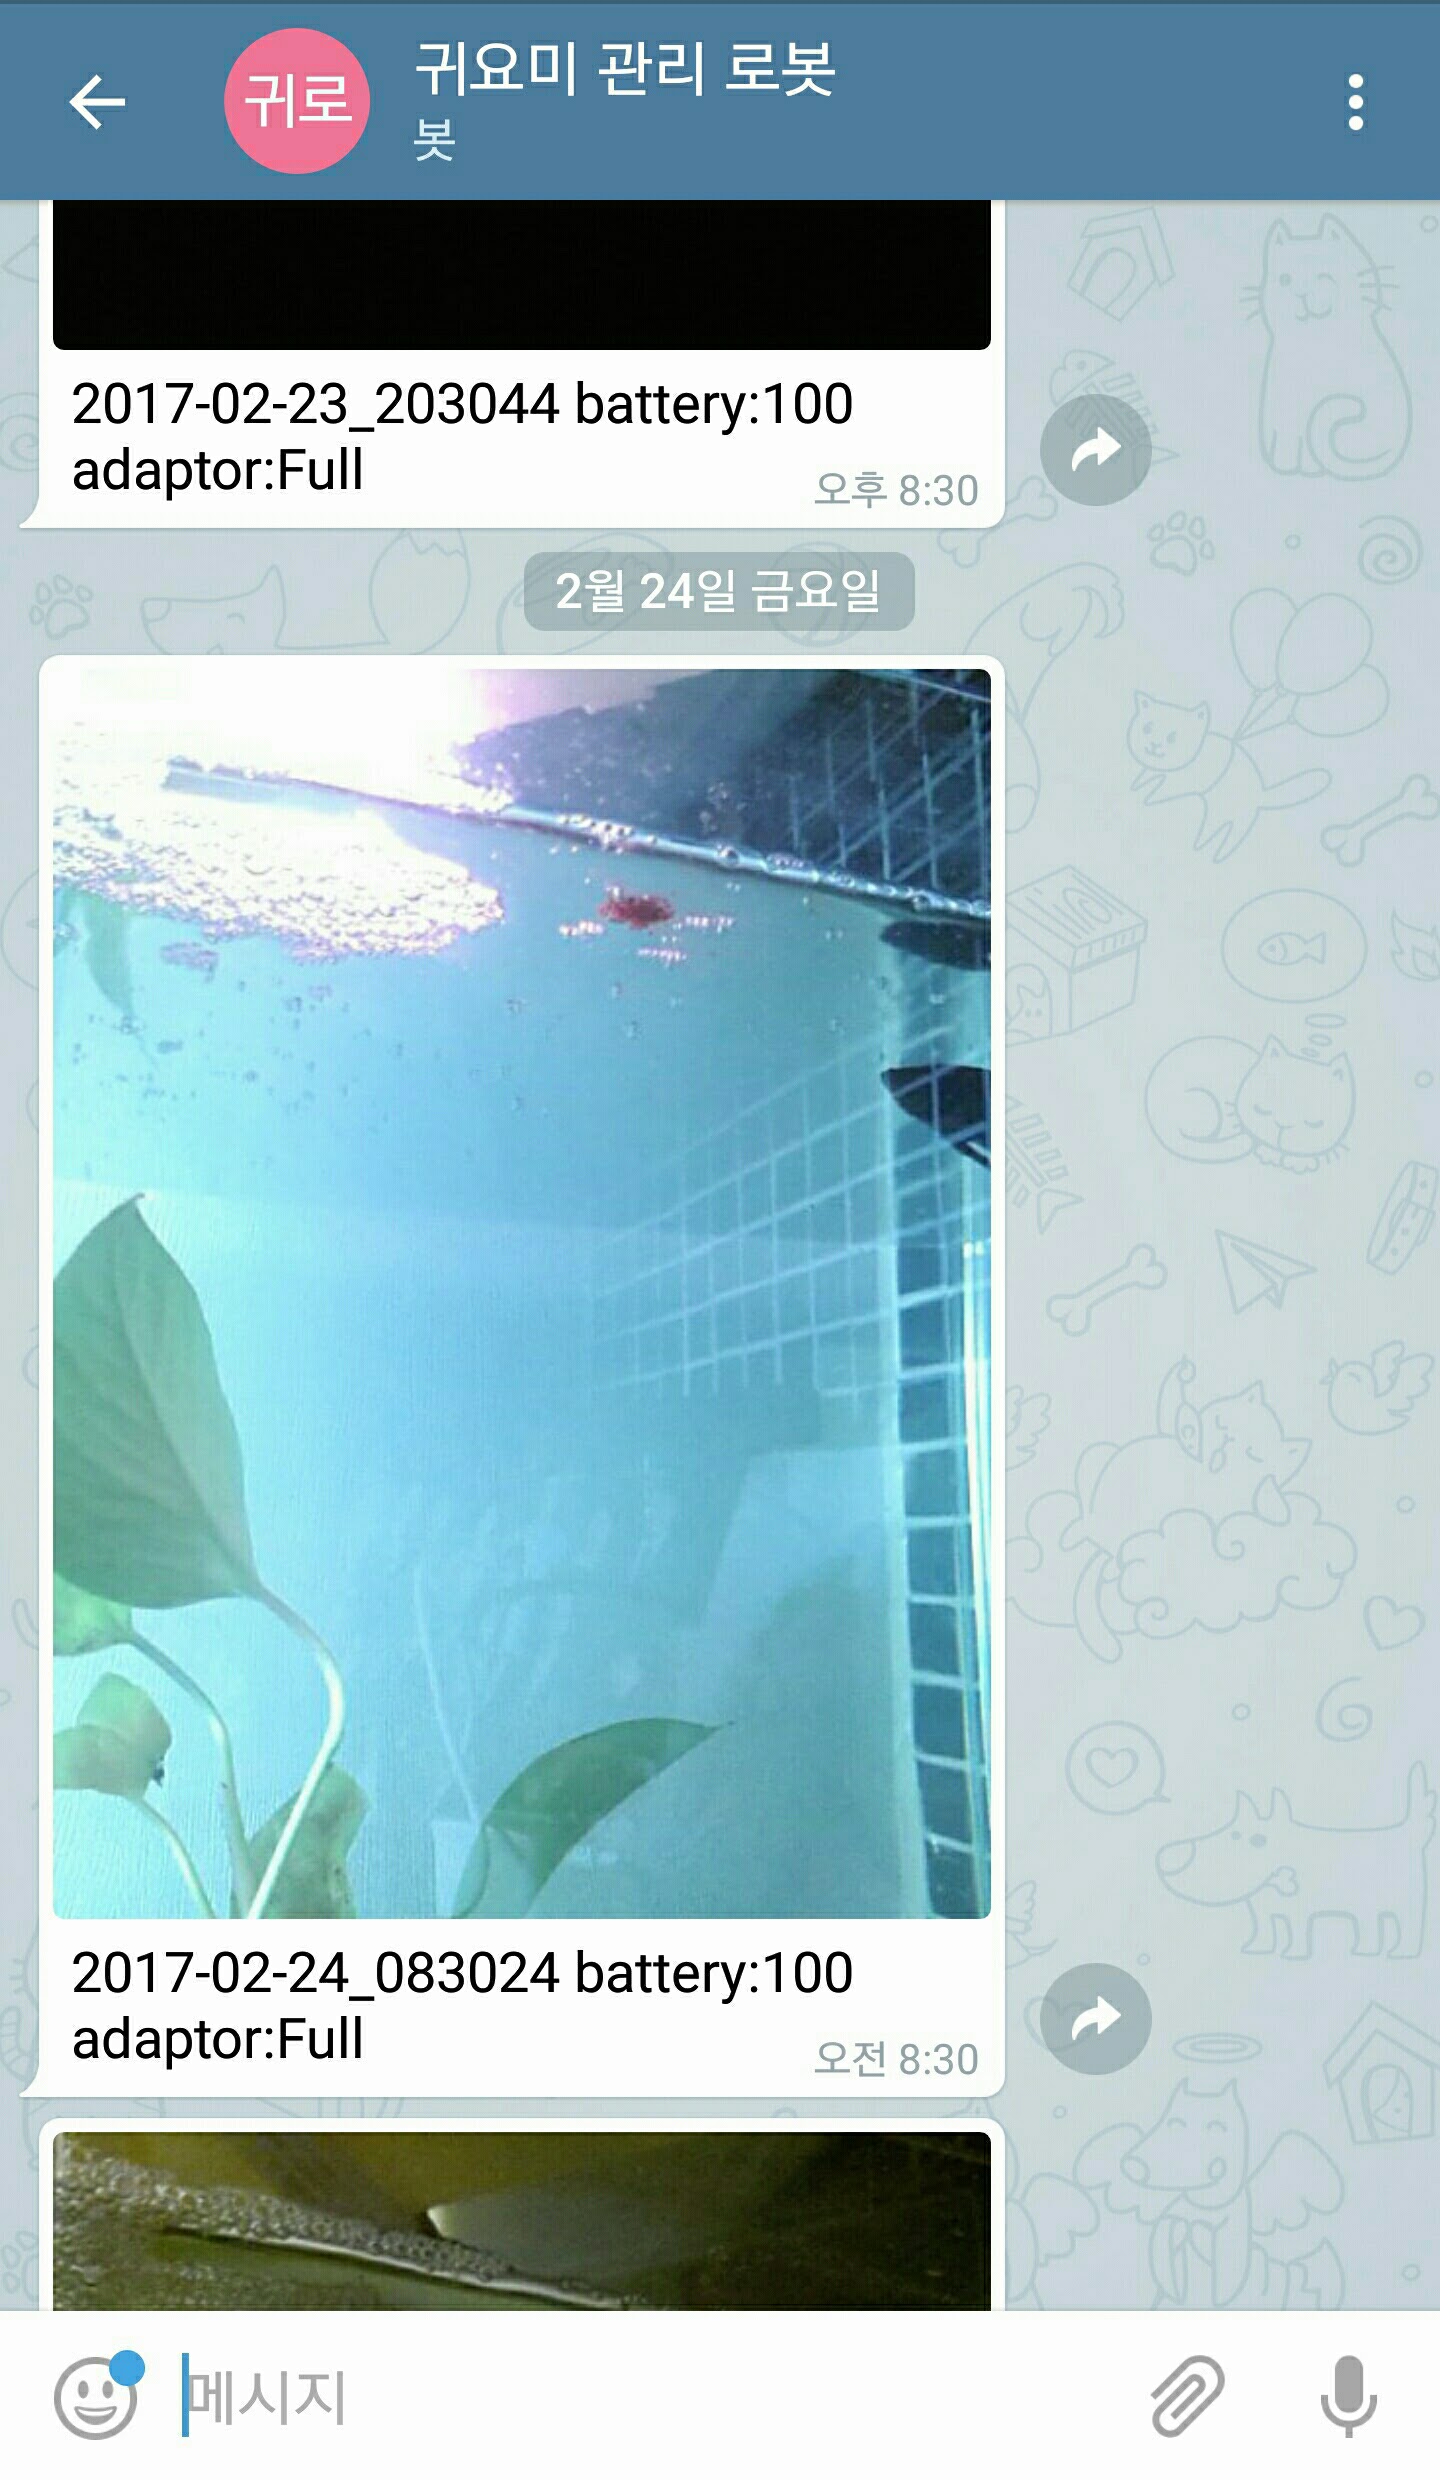 귀로
귀요미 관리 로봇
봇
2017-02-23_203044 battery:100
adaptor:Full
오후 8:30
2월 24일 금요일
2017-02-24_083024 battery:100
adaptor:Full
오전 8:30
메시지